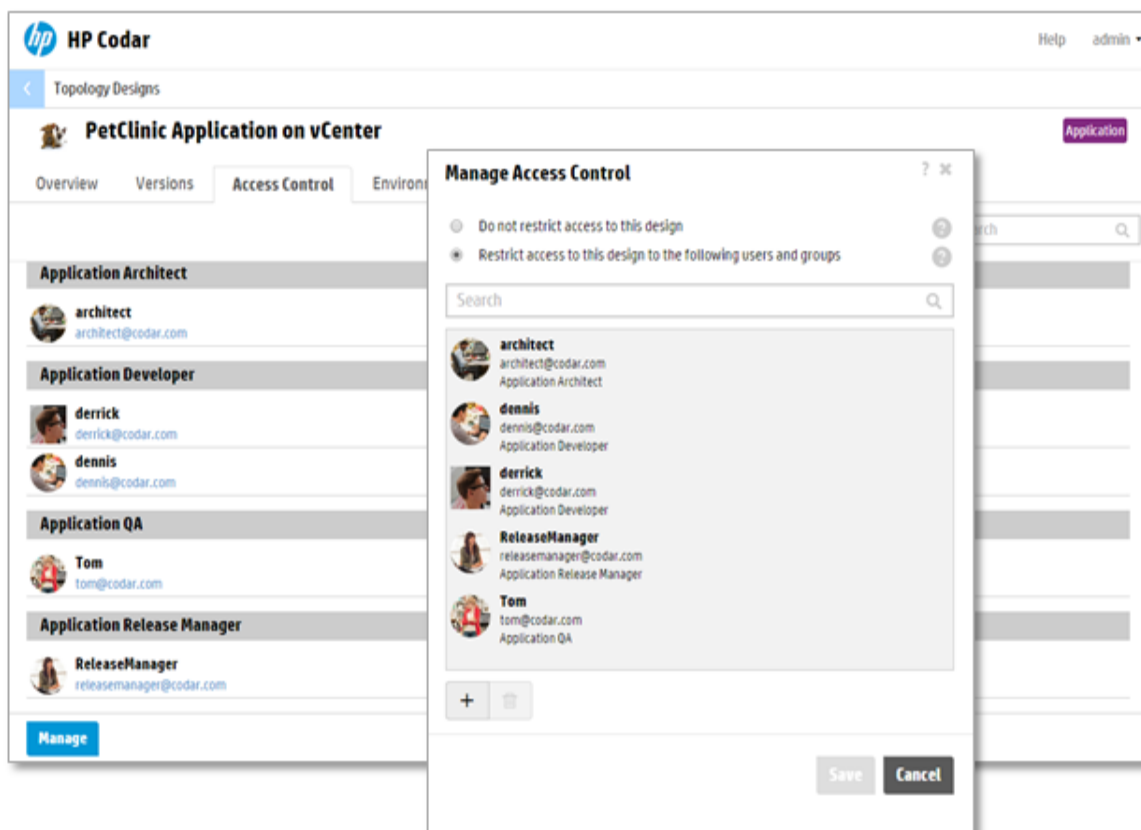 hp HP Codar
Help admin
Topology Designs
PetClinic Application on vCenter
Application
Overview Versions Access Control Environ
rch
Application Architect
architect
architect@codar.com
Application Developer
derrick
derrick@codar.com
dennis
dennis@codar.com
Application QA
Tom
tom@codar.com
Application Release Manager
ReleaseManager
releasemanager@codar.com
Manage
Manage Access Control
?
Do not restrict access to this design
?
Restrict access to this design to the following users and groups
?
Search
architect
architect@codar.com
Application Architect
dennis
dennis@codar.com
Application Developer
derrick
derrick@codar.com
Application Developer
ReleaseManager
releasemanager@codar.com
Application Release Manager
Tom
tom@codar.com
Application QA
+
Save Cancel